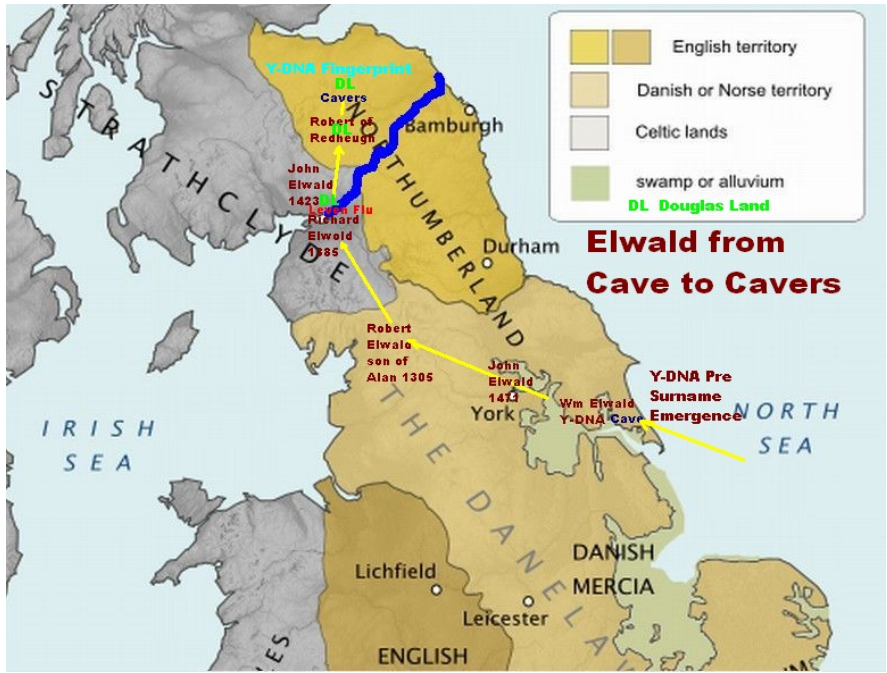 English territory
Danish or Norse territory
Celtic lands
swamp or alluvium
DL Douglas Land
Elwald from
Cave to Cavers
Y-DNA Fingerprint
DL
Cavers
Robert of
DL
Redheugh
Bamburgh
NORTHUMBERLAND
STRATHCLYDE
John
Elwald
1423
DL
Leven Flu
Richard
Elwold
Durham
Robert
Elwald
son of
Alan 1305
John
Elwald
York
Wm Elwald
Y-DNA Cave
Y-DNA Pre
Surname
Emergence
NORTH
SEA
IRISH
SEA
THE DANELAW
DANISH
MERCIA
Lichfield
Leicester
ENGLISH